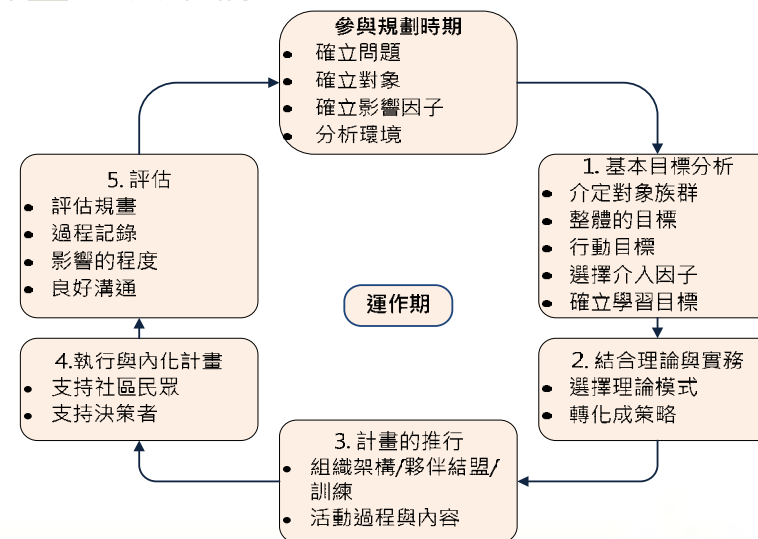 參與規劃時期
• 確立問題
• 確立對象
• 確立影響因子
• 分析環境
1. 基本目標分析
• 介定對象族群
• 整體的目標
• 行動目標
• 選擇介入因子
• 確立學習目標
2. 結合理論與實務
• 選擇理論模式
• 轉化成策略
3. 計畫的推行
• 組織架構/夥伴結盟/
訓練
• 活動過程與內容
4.執行與內化計畫
• 支持社區民眾
• 支持決策者
5. 評估
• 評估規畫
• 過程記錄
• 影響的程度
• 良好溝通
運作期